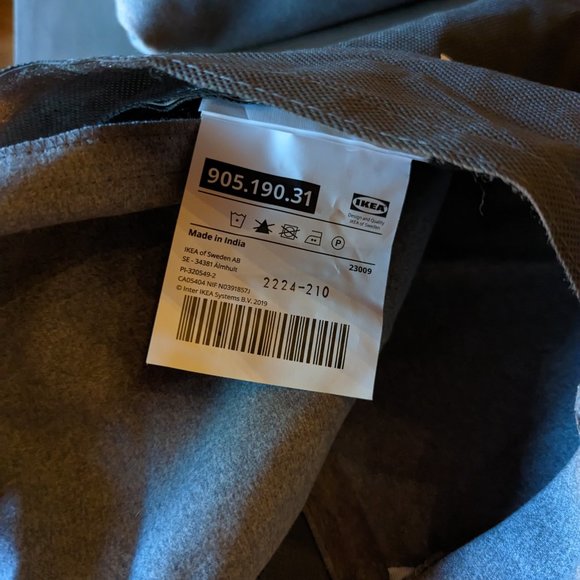 905.190.31
IKEA
Design and Quality
IKEA of Sweden
Made in India
23009
IKEA of Sweden AB
SE - 34381 Älmhult
PI-320549-2
CA05404 NIF N0391857J
© Inter IKEA Systems B.V. 2019
2224-210
P